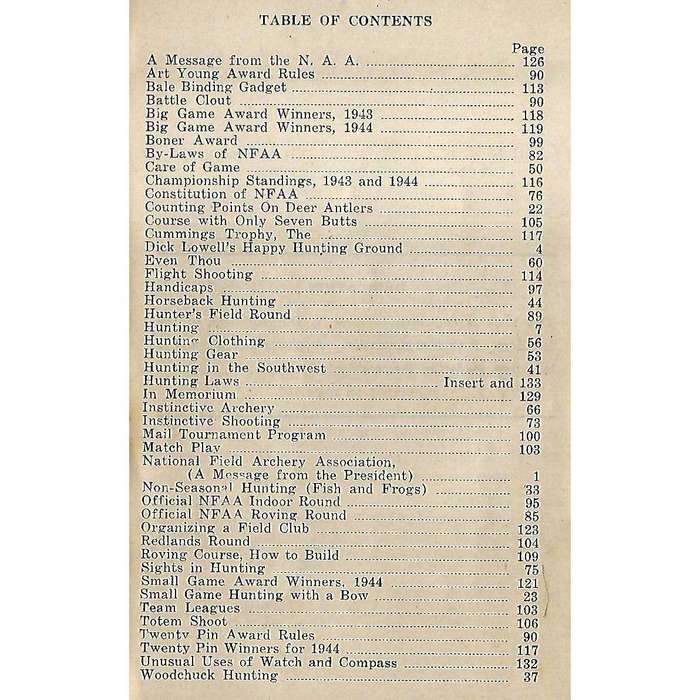 TABLE OF CONTENTS
Page
A Message from the N. A. A. 126
Art Young Award Rules 90
Bale Binding Gadget 113
Battle Clout 90
Big Game Award Winners, 1943 118
Big Game Award Winners, 1944 119
Boner Award 99
By-Laws of NFAA 82
Care of Game 50
Championship Standings, 1943 and 1944 116
Constitution of NFAA 76
Counting Points On Deer Antlers 22
Course with Only Seven Butts 105
Cummings Trophy, The 117
Dick Lowell's Happy Hunting Ground 4
Even Thou 60
Flight Shooting 114
Handicaps 97
Horseback Hunting 44
Hunter's Field Round 89
Hunting 7
Hunting Clothing 56
Hunting Gear 53
Hunting in the Southwest 41
Hunting Laws Insert and 133
In Memorium 129
Instinctive Archery 66
Instinctive Shooting 73
Mail Tournament Program 100
Match Play 103
National Field Archery Association,
(A Message from the President) 1
Non-Seasonal Hunting (Fish and Frogs) 33
Official NFAA Indoor Round 95
Official NFAA Roving Round 85
Organizing a Field Club 123
Redlands Round 104
Roving Course, How to Build 109
Sights in Hunting 75
Small Game Award Winners, 1944 121
Small Game Hunting with a Bow 23
Team Leagues 103
Totem Shoot 106
Twenty Pin Award Rules 90
Twenty Pin Winners for 1944 117
Unusual Uses of Watch and Compass 132
Woodchuck Hunting 37